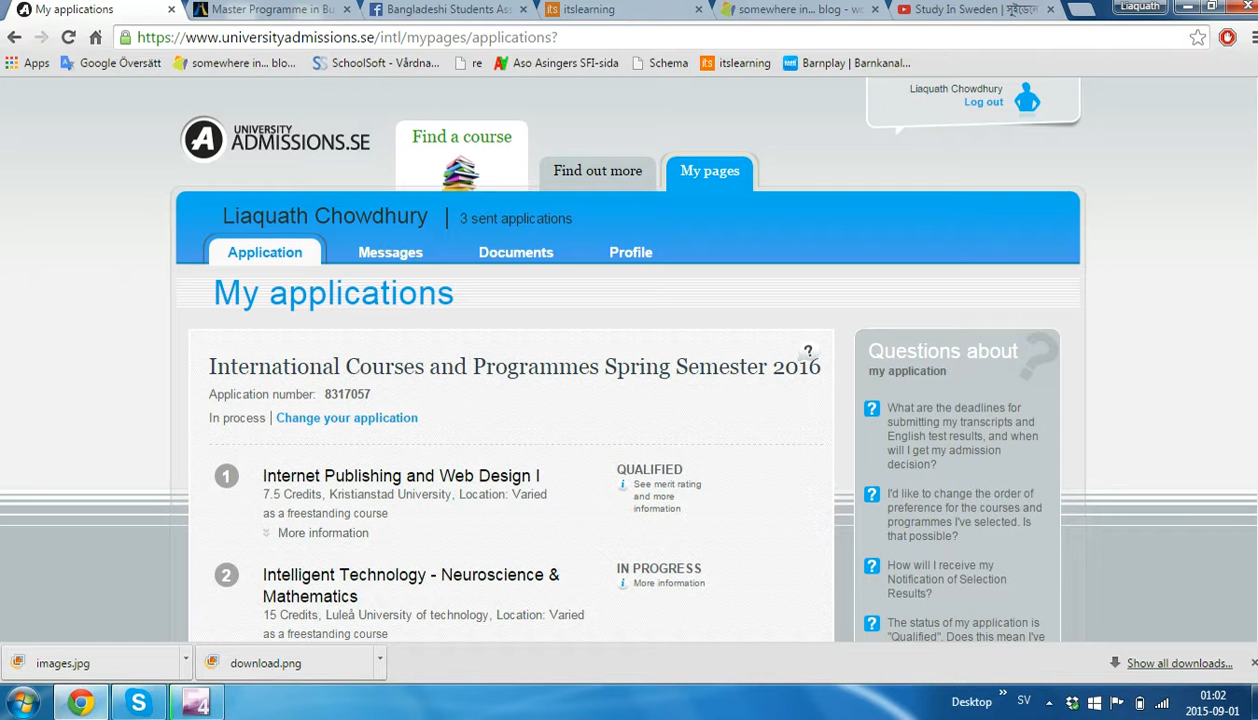 My applications
Master Programme in Bu
Bangladeshi Students Ass
itslearning
somewhere in... blog - wo
Study In Sweden | সুইডেনে
Liaquath
https://www.universityadmissions.se/intl/mypages/applications?
Apps
Google Översätt
somewhere in... blo...
SchoolSoft - Vårdna...
re
Aso Asingers SFI-sida
Schema
itslearning
Barnplay | Barnkanal...
Liaquath Chowdhury
Log out
UNIVERSITY
ADMISSIONS.SE
Find a course
Find out more
My pages
Liaquath Chowdhury | 3 sent applications
Application
Messages
Documents
Profile
My applications
International Courses and Programmes Spring Semester 2016
Application number: 8317057
In process | Change your application
1
Internet Publishing and Web Design I
7.5 Credits, Kristianstad University, Location: Varied
as a freestanding course
More information
QUALIFIED
See merit rating
and more
information
2
Intelligent Technology - Neuroscience &
Mathematics
15 Credits, Luleå University of technology, Location: Varied
as a freestanding course
IN PROGRESS
More information
Questions about
my application
What are the deadlines for
submitting my transcripts and
English test results, and when
will I get my admission
decision?
I'd like to change the order of
preference for the courses and
programmes I've selected. Is
that possible?
How will I receive my
Notification of Selection
Results?
The status of my application is
"Qualified". Does this mean I've
images.jpg
download.png
Show all downloads...
Desktop
SV
01:02
2015-09-01